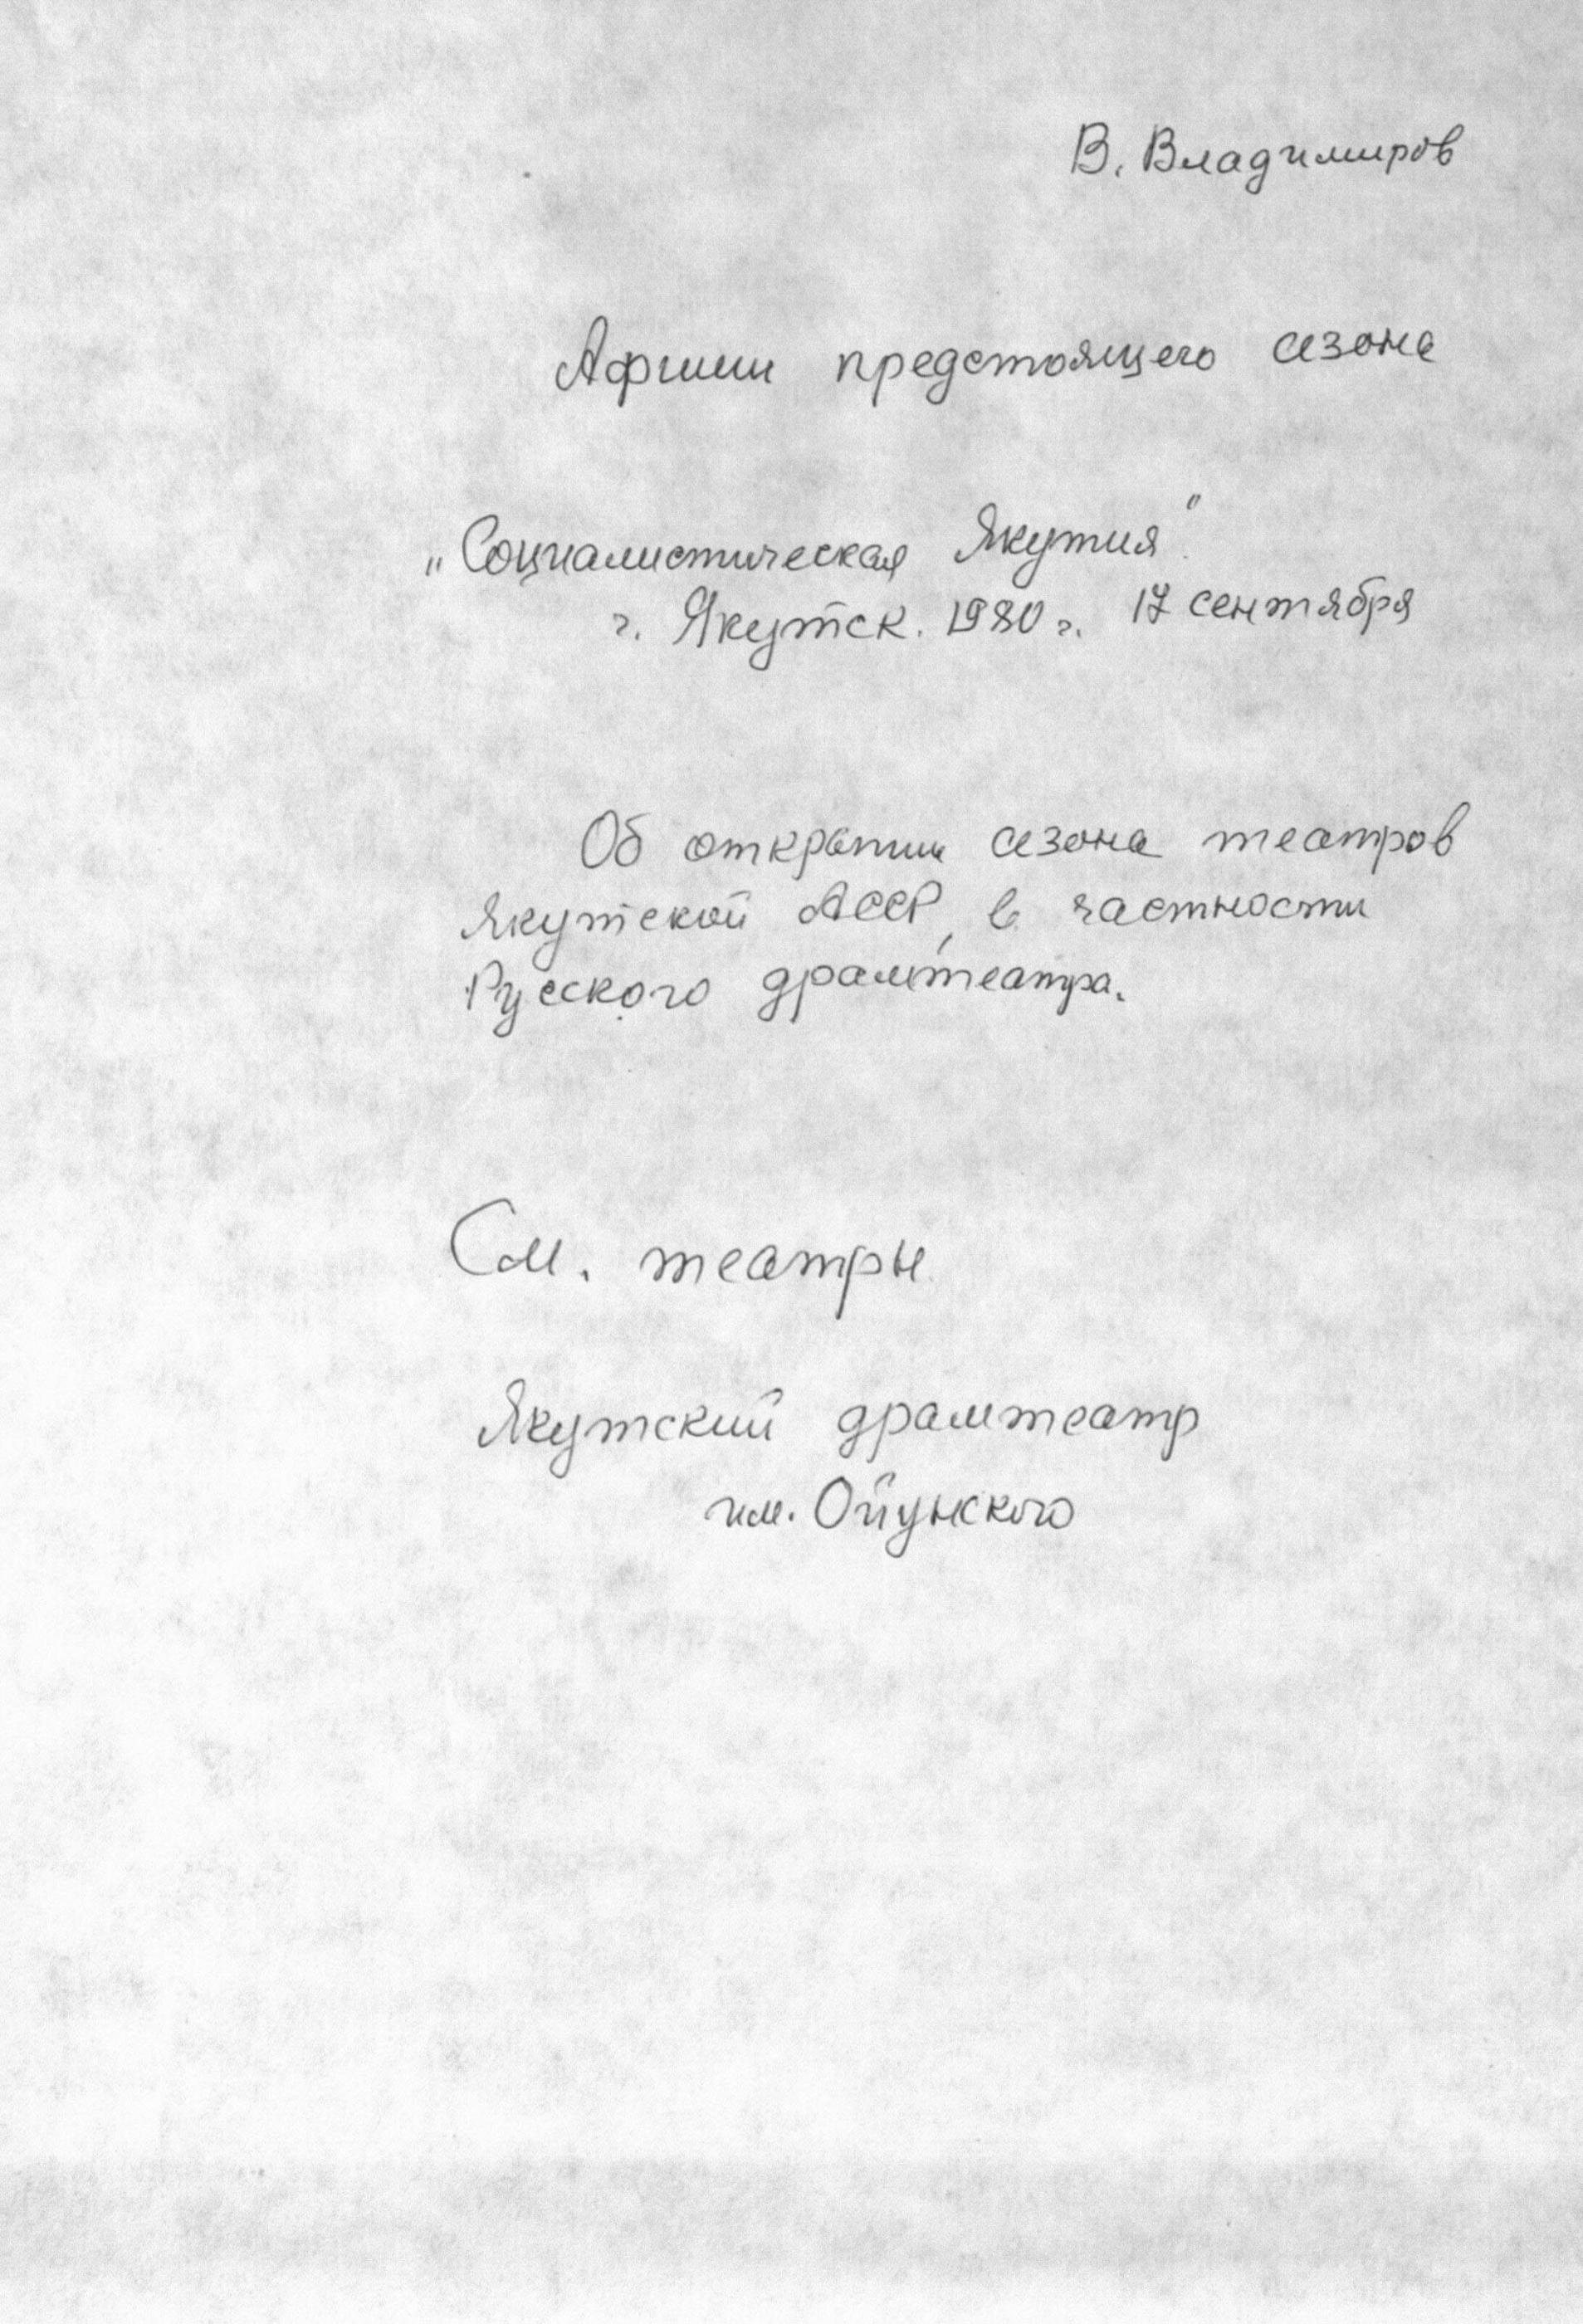 В. Владимиров
Афиши предстоящего сезона
„Социалистическая Якутия"
г. Якутск. 1980 г. 17 сентября
Об открытии сезона театров
Якутской АССР, в частности
Русского драмтеатра.
См. театры
Якутский драмтеатр
им. Ойунского